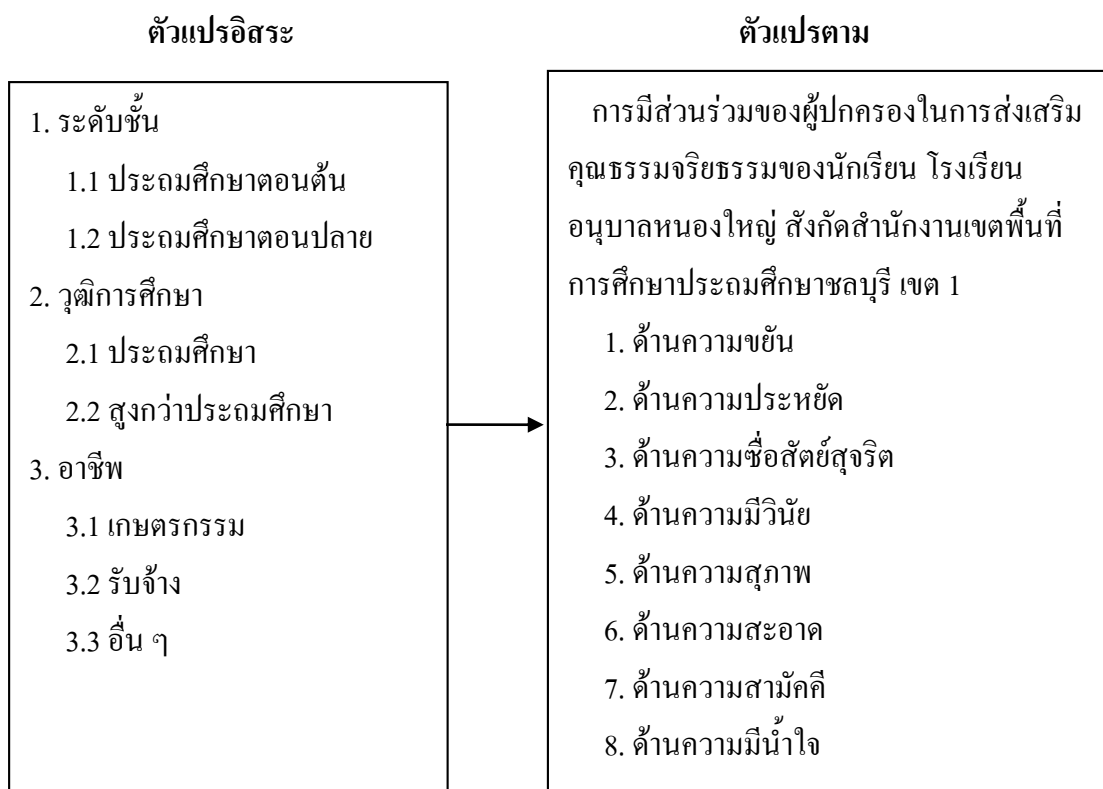 ตัวแปรอิสระ
1. ระดับชั้น
1.1 ประถมศึกษาตอนต้น
1.2 ประถมศึกษาตอนปลาย
2. วุฒิการศึกษา
2.1 ประถมศึกษา
2.2 สูงกว่าประถมศึกษา
3. อาชีพ
3.1 เกษตรกรรม
3.2 รับจ้าง
3.3 อื่น ๆ
ตัวแปรตาม
การมีส่วนร่วมของผู้ปกครองในการส่งเสริม
คุณธรรมจริยธรรมของนักเรียน โรงเรียน
อนุบาลหนองใหญ่ สังกัดสำนักงานเขตพื้นที่
การศึกษาประถมศึกษาชลบุรี เขต 1
1. ด้านความขยัน
2. ด้านความประหยัด
3. ด้านความซื่อสัตย์สุจริต
4. ด้านความมีวินัย
5. ด้านความสุภาพ
6. ด้านความสะอาด
7. ด้านความสามัคคี
8. ด้านความมีน้ำใจ